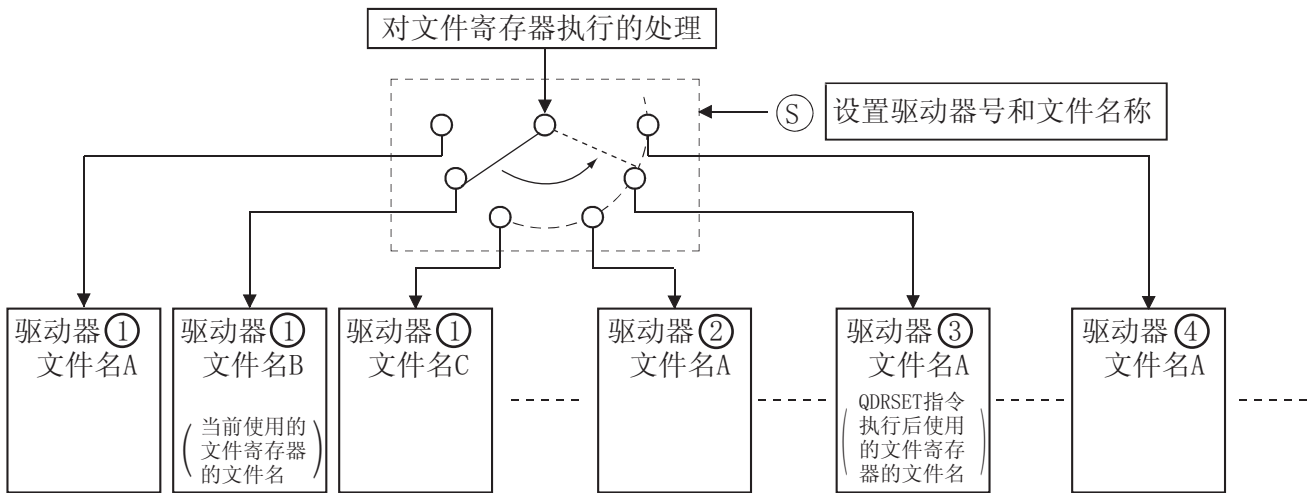 对文件寄存器执行的处理
Ⓢ 设置驱动器号和文件名称
驱动器①
文件名A
驱动器①
文件名B
(当前使用的
文件寄存器
的文件名)
驱动器①
文件名C
驱动器②
文件名A
驱动器③
文件名A
(QDRSET指令
执行后使用
的文件寄存
器的文件名)
驱动器④
文件名A